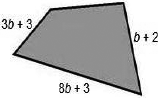 3b + 3
b + 2
8b + 3